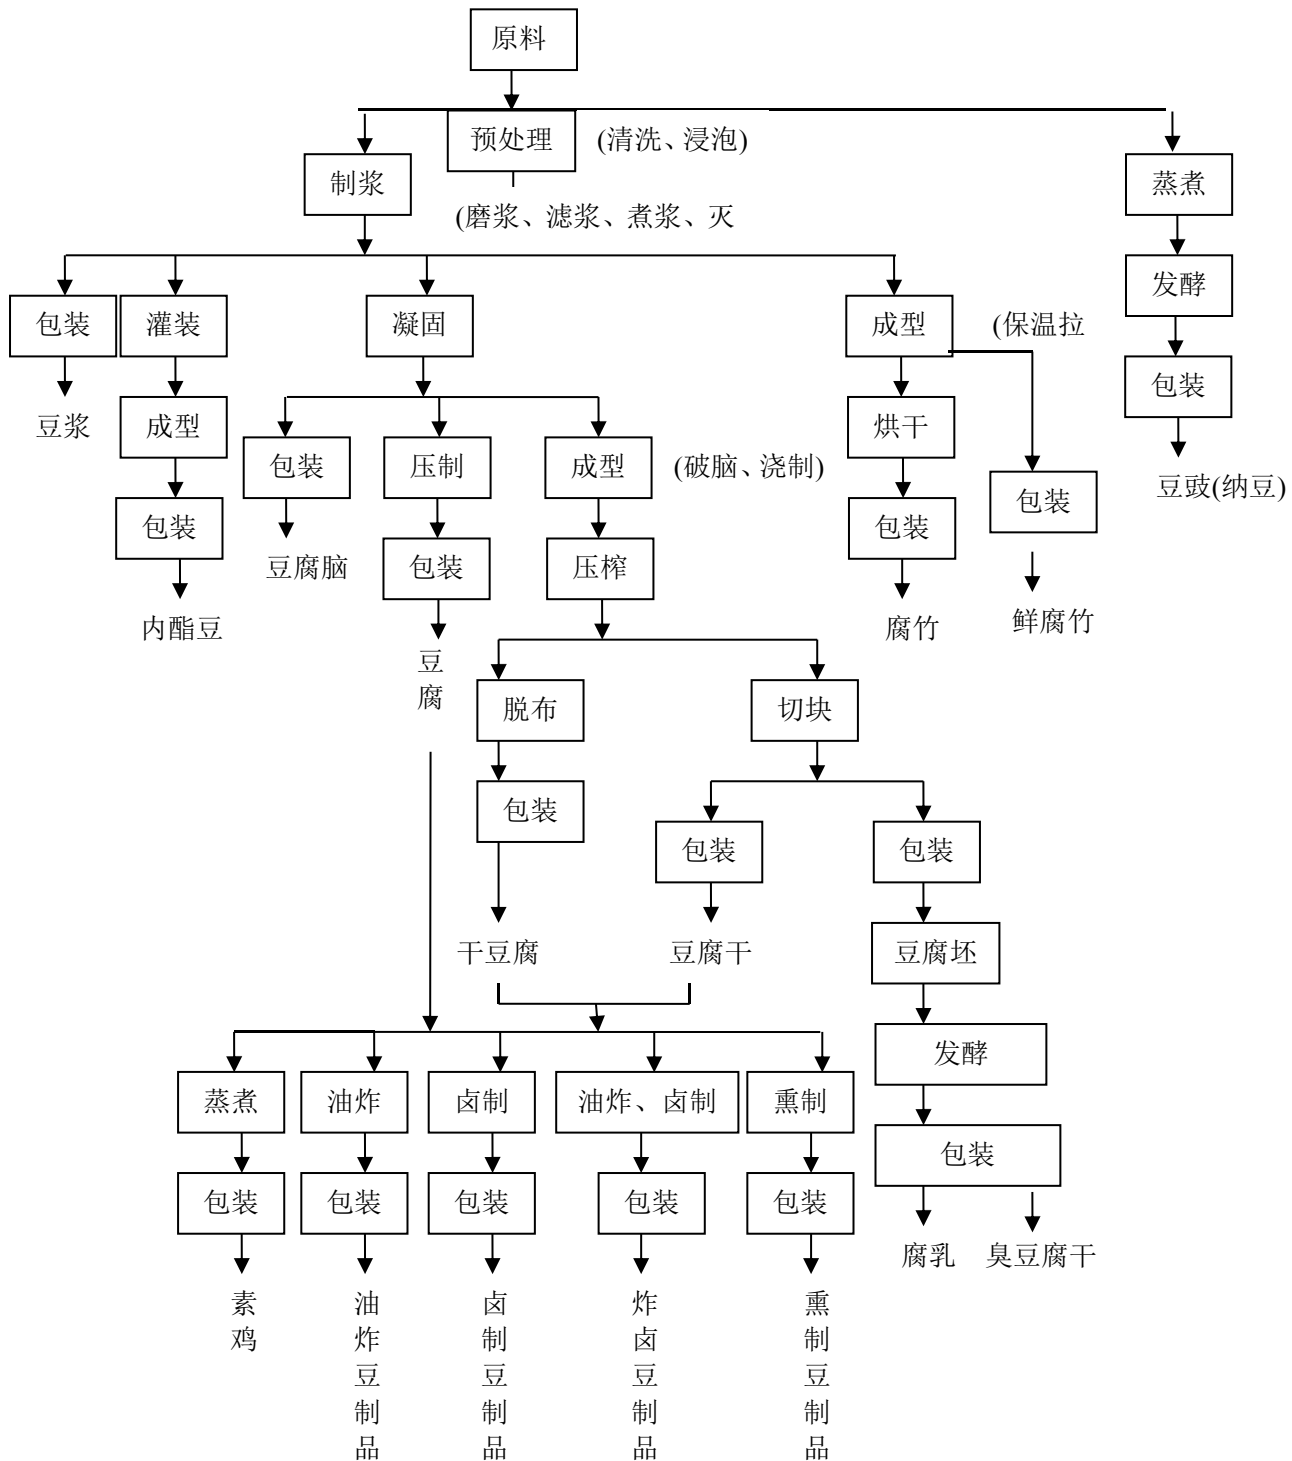 原料
预处理
(清洗、浸泡)
制浆
蒸煮
(磨浆、滤浆、煮浆、灭
发酵
包装
灌装
凝固
成型
(保温拉
包装
豆浆
成型
烘干
包装
压制
成型
(破脑、浇制)
豆豉(纳豆)
包装
包装
包装
豆腐脑
包装
压榨
内酯豆
腐竹
鲜腐竹
豆
腐
脱布
切块
包装
包装
包装
干豆腐
豆腐干
豆腐坯
发酵
蒸煮
油炸
卤制
油炸、卤制
熏制
包装
包装
包装
包装
包装
包装
腐乳
臭豆腐干
素
鸡
油
炸
豆
制
品
卤
制
豆
制
品
炸
卤
豆
制
品
熏
制
豆
制
品